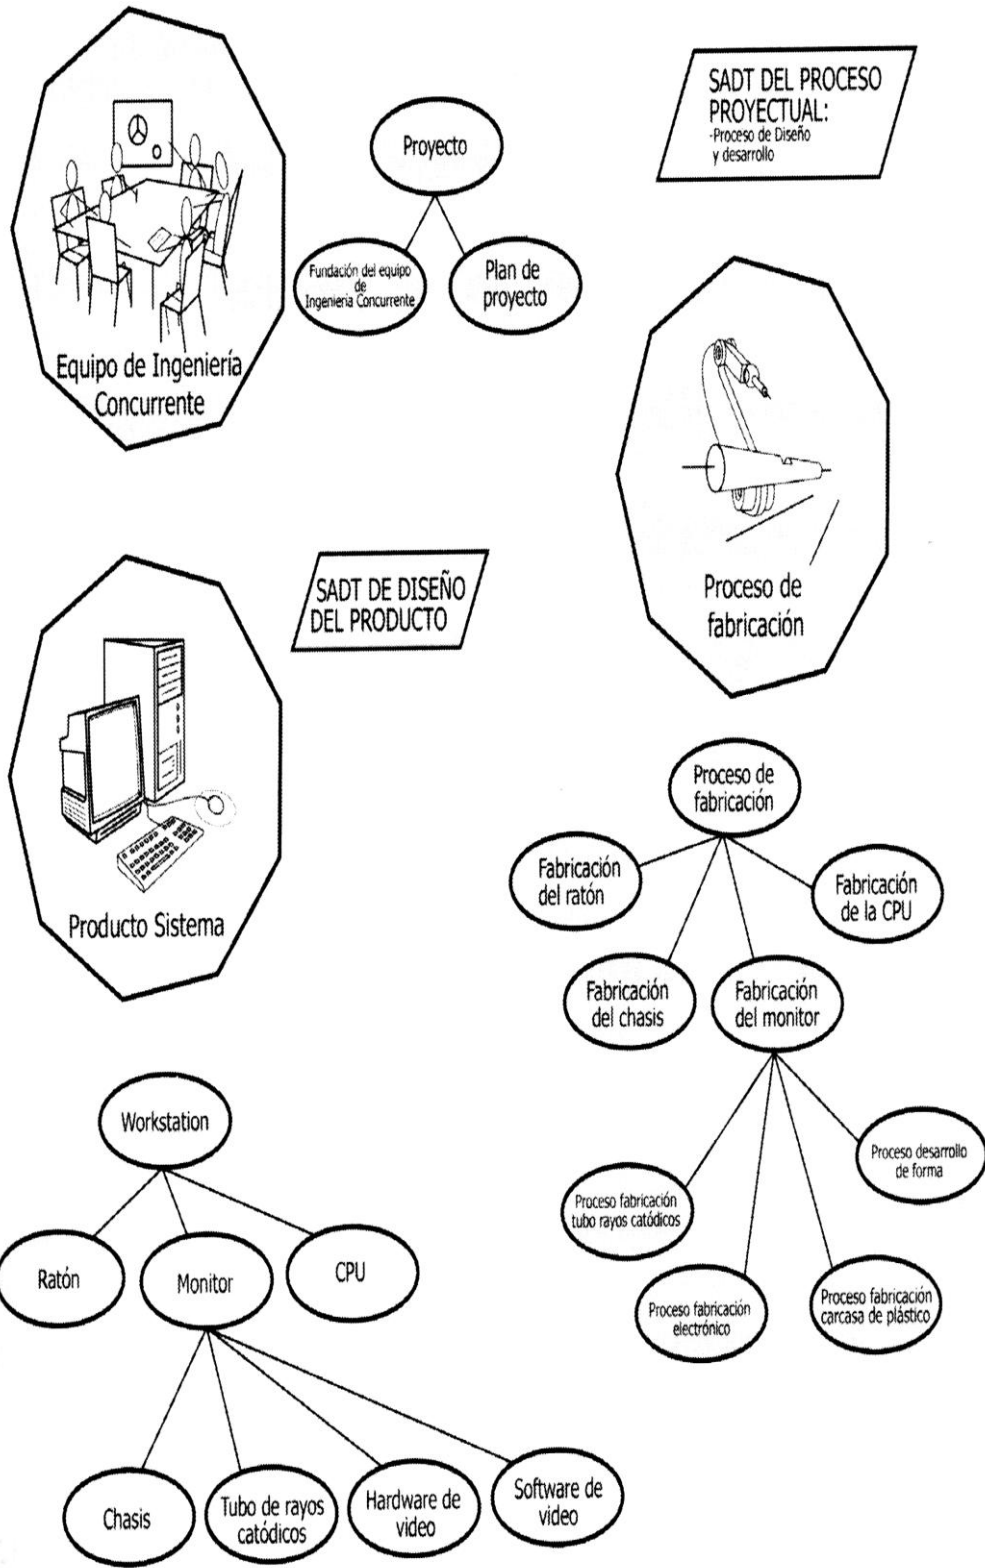 SADT DEL PROCESO
PROYECTUAL:
-Proceso de Diseño
y desarrollo
Proyecto
Fundación del equipo
de
Ingeniería Concurrente
Plan de
proyecto
Equipo de Ingeniería
Concurrente
Proceso de
fabricación
SADT DE DISEÑO
DEL PRODUCTO
Producto Sistema
Proceso de
fabricación
Fabricación
del ratón
Fabricación
de la CPU
Fabricación
del chasis
Fabricación
del monitor
Proceso desarrollo
de forma
Proceso fabricación
tubo rayos catódicos
Proceso fabricación
electrónico
Proceso fabricación
carcasa de plástico
Workstation
Ratón
Monitor
CPU
Chasis
Tubo de rayos
catódicos
Hardware de
video
Software de
video